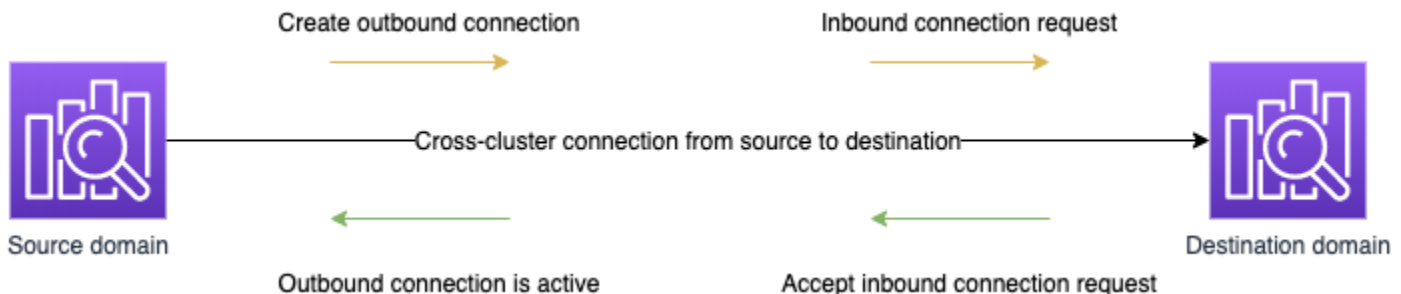 Create outbound connection
Inbound connection request
Cross-cluster connection from source to destination
Source domain
Destination domain
Outbound connection is active
Accept inbound connection request